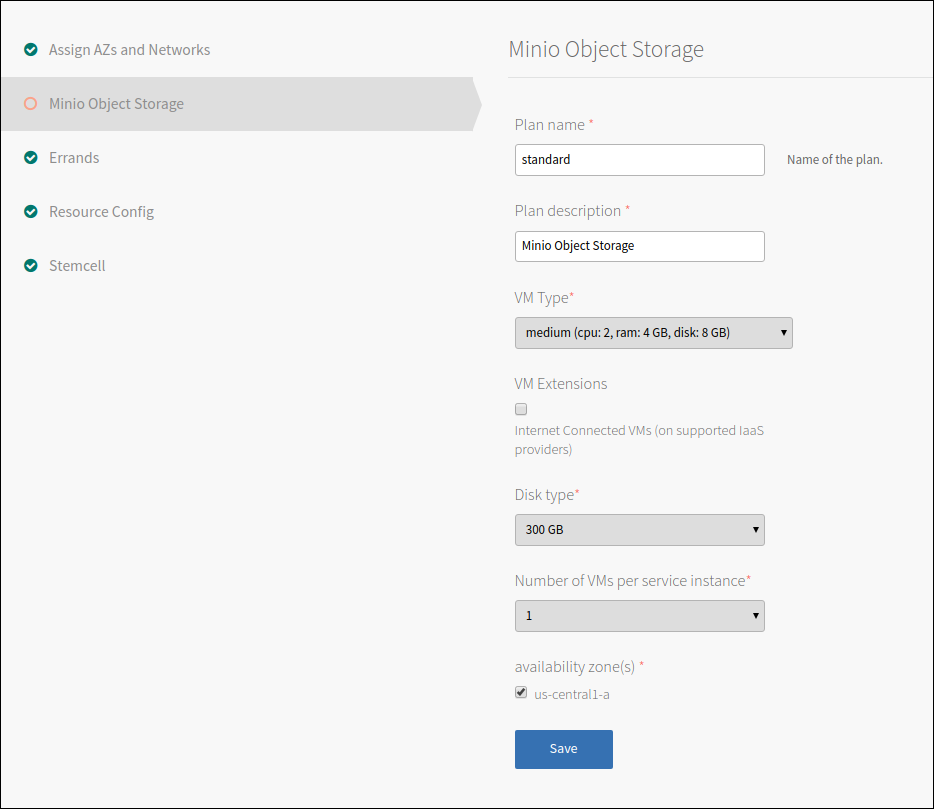 Assign AZs and Networks
Minio Object Storage
Errands
Resource Config
Stemcell
Minio Object Storage
Plan name *
standard
Name of the plan.
Plan description *
Minio Object Storage
VM Type*
medium (cpu: 2, ram: 4 GB, disk: 8 GB)
VM Extensions
Internet Connected VMs (on supported IaaS
providers)
Disk type*
300 GB
Number of VMs per service instance*
1
availability zone(s) *
us-central1-a
Save